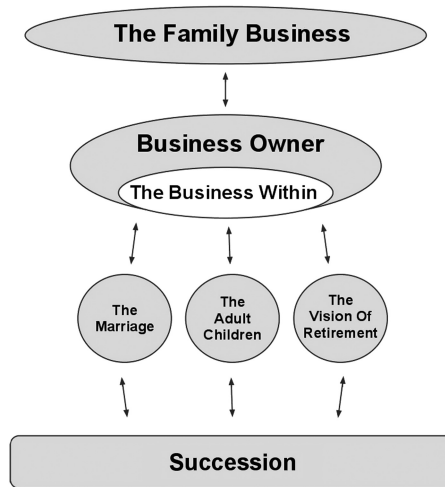 The Family Business
Business Owner
The Business Within
The
Marriage
The
Adult
Children
The
Vision Of
Retirement
Succession